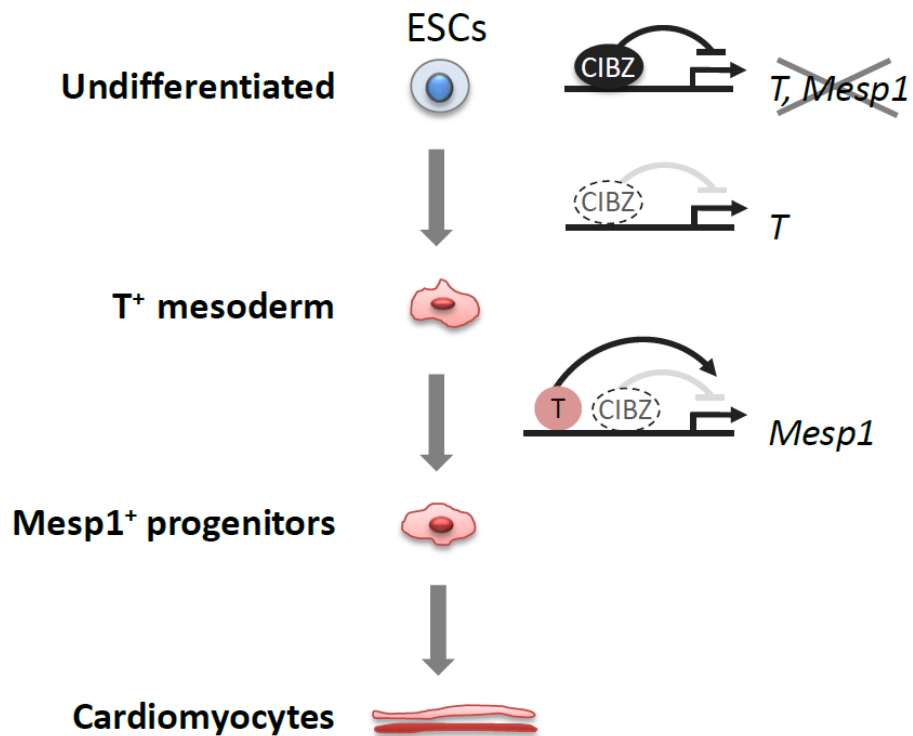 ESCs
Undifferentiated
CIBZ
T, Mesp1
CIBZ
T
T⁺ mesoderm
T
CIBZ
Mesp1
Mesp1⁺ progenitors
Cardiomyocytes